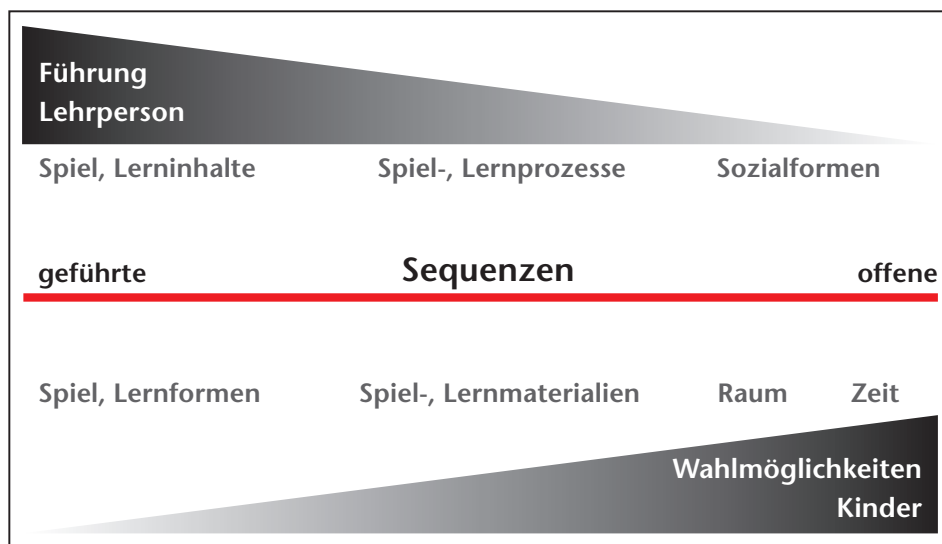 Führung
Lehrperson
Spiel, Lerninhalte Spiel-, Lernprozesse Sozialformen
geführte Sequenzen offene
Spiel, Lernformen Spiel-, Lernmaterialien Raum Zeit
Wahlmöglichkeiten
Kinder